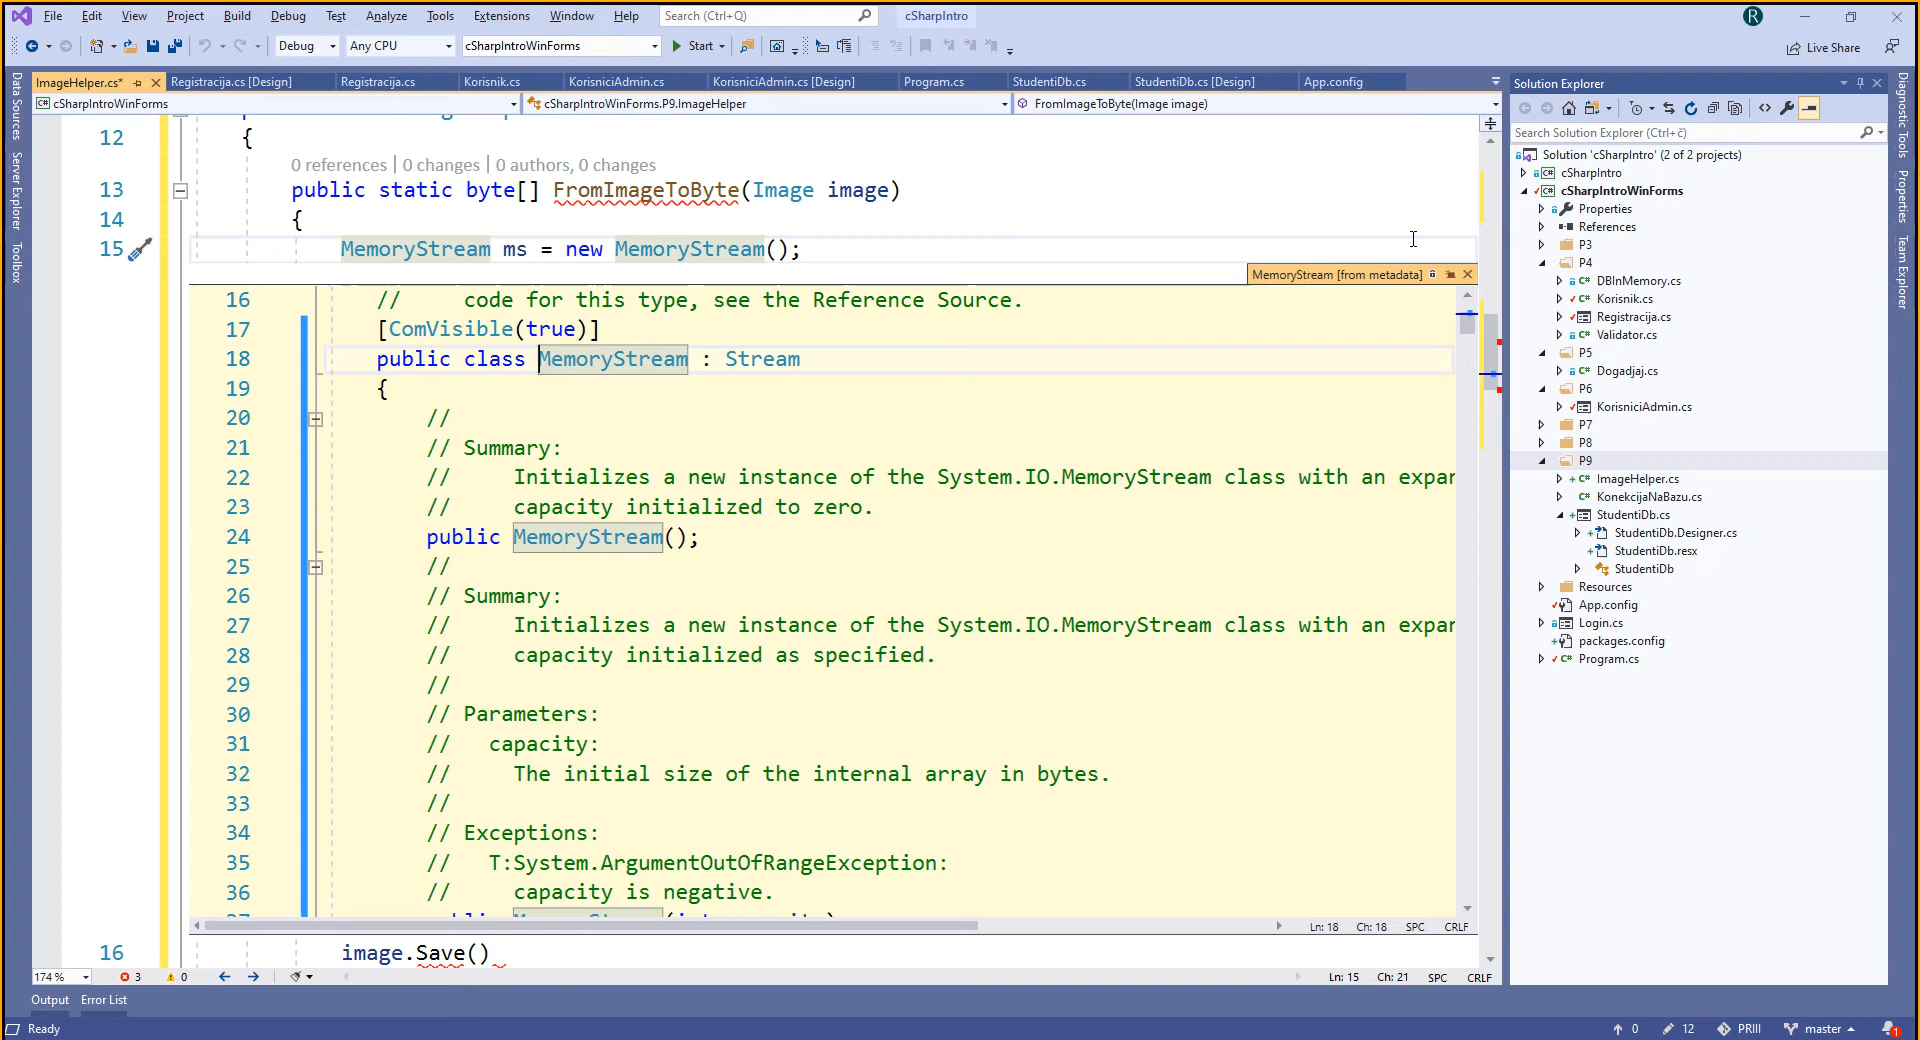 File Edit View Project Build Debug Test Analyze Tools Extensions Window Help Search (Ctrl+Q) cSharpIntro R
Debug Any CPU cSharpIntroWinForms Start Live Share
ImageHelper.cs* Registracija.cs [Design] Registracija.cs Korisnik.cs KorisniciAdmin.cs KorisniciAdmin.cs [Design] Program.cs StudentiDb.cs StudentiDb.cs [Design] App.config
cSharpIntroWinForms cSharpIntroWinForms.P9.ImageHelper FromImageToByte(Image image)
Data Sources
Server Explorer
Toolbox
12 {
0 references | 0 changes | 0 authors, 0 changes
13 public static byte[] FromImageToByte(Image image)
14 {
15 MemoryStream ms = new MemoryStream();
MemoryStream [from metadata]
16 // code for this type, see the Reference Source.
17 [ComVisible(true)]
18 public class MemoryStream : Stream
19 {
20 //
21 // Summary:
22 // Initializes a new instance of the System.IO.MemoryStream class with an expan
23 // capacity initialized to zero.
24 public MemoryStream();
25 //
26 // Summary:
27 // Initializes a new instance of the System.IO.MemoryStream class with an expan
28 // capacity initialized as specified.
29 //
30 // Parameters:
31 // capacity:
32 // The initial size of the internal array in bytes.
33 //
34 // Exceptions:
35 // T:System.ArgumentOutOfRangeException:
36 // capacity is negative.
Ln: 18 Ch: 18 SPC CRLF
16 image.Save()
174 % 3 0 Ln: 15 Ch: 21 SPC CRLF
Output Error List
Ready 0 12 PRIII master 1
Solution Explorer
Search Solution Explorer (Ctrl+č)
Solution 'cSharpIntro' (2 of 2 projects)
cSharpIntro
cSharpIntroWinForms
Properties
References
P3
P4
DBInMemory.cs
Korisnik.cs
Registracija.cs
Validator.cs
P5
Dogadjaj.cs
P6
KorisniciAdmin.cs
P7
P8
P9
ImageHelper.cs
KonekcijaNaBazu.cs
StudentiDb.cs
StudentiDb.Designer.cs
StudentiDb.resx
StudentiDb
Resources
App.config
Login.cs
packages.config
Program.cs
Diagnostic Tools
Properties
Team Explorer